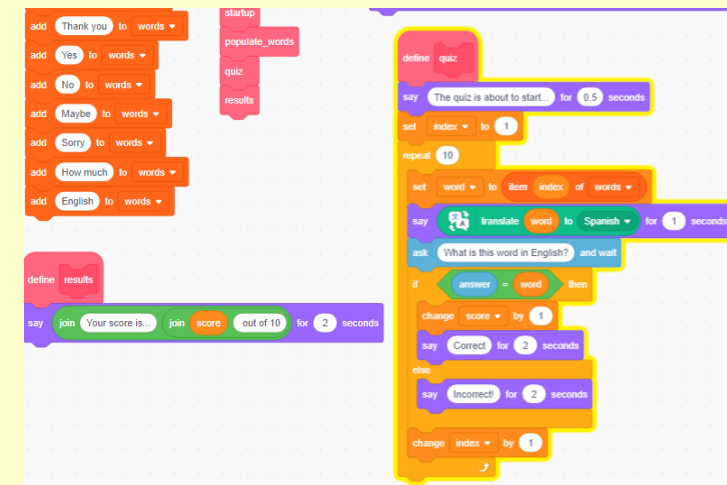 add Thank you to words
add Yes to words
add No to words
add Maybe to words
add Sorry to words
add How much to words
add English to words
startup
populate_words
quiz
results
define results
say join Your score is... join score out of 10 for 2 seconds
define quiz
say The quiz is about to start... for 0.5 seconds
set index to 1
repeat 10
set word to item index of words
say translate word to Spanish for 1 seconds
ask What is this word in English? and wait
if answer = word then
change score by 1
say Correct for 2 seconds
else
say Incorrect! for 2 seconds
change index by 1